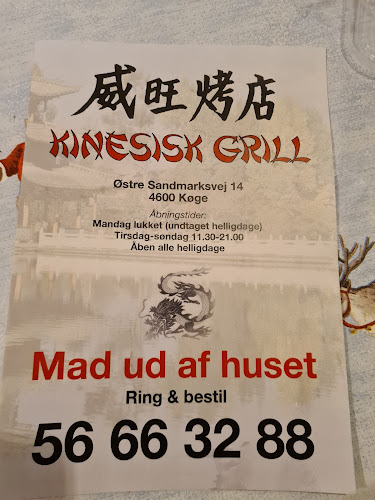 威旺烤店
KINESISK GRILL
Østre Sandmarksvej 14
4600 Køge
Åbningstider:
Mandag lukket (undtaget helligdage)
Tirsdag-søndag 11.30-21.00
Åben alle helligdage
Mad ud af huset
Ring & bestil
56 66 32 88